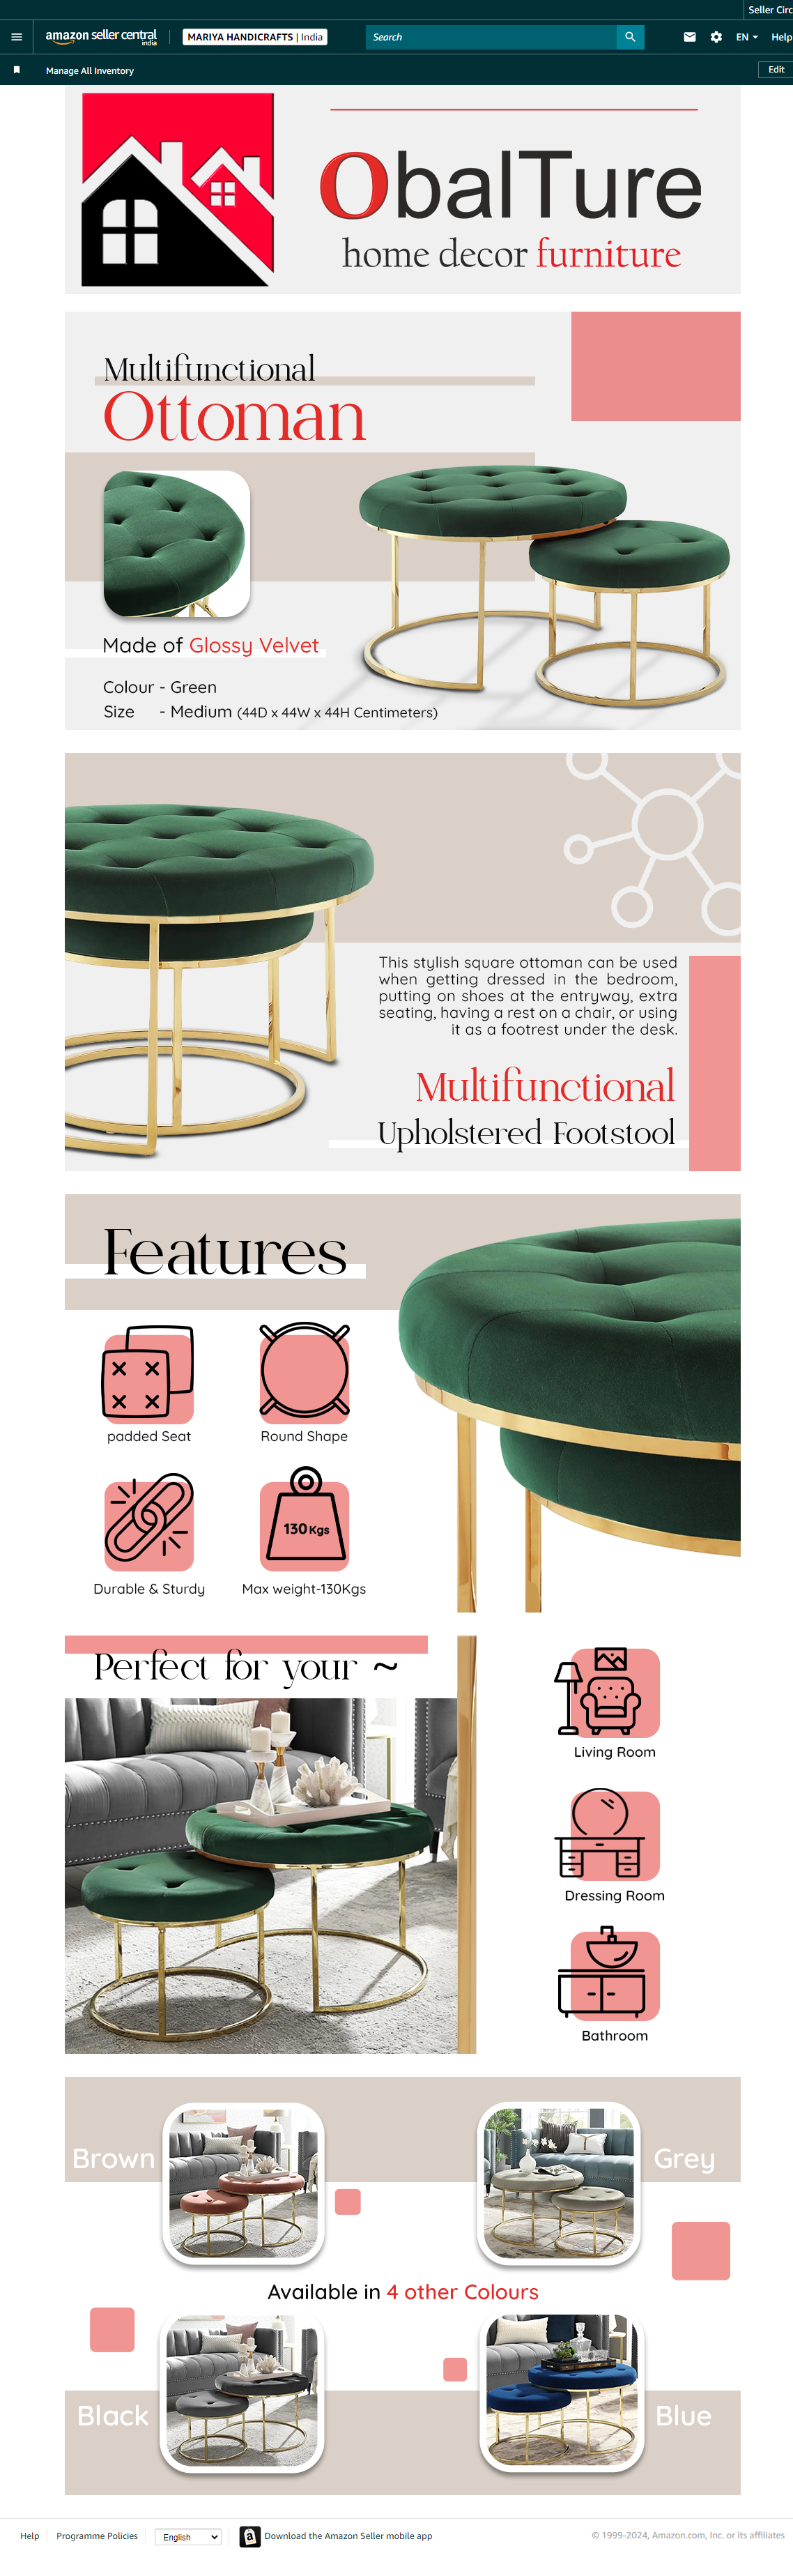 Seller Circ
amazon seller central
india
MARIYA HANDICRAFTS | India
Search
EN
Help
Manage All Inventory
Edit
ObalTure
home decor furniture
Multifunctional
Ottoman
Made of Glossy Velvet
Colour - Green
Size - Medium (44D x 44W x 44H Centimeters)
This stylish square ottoman can be used
when getting dressed in the bedroom,
putting on shoes at the entryway, extra
seating, having a rest on a chair, or using
it as a footrest under the desk.
Multifunctional
Upholstered Footstool
Features
padded Seat
Round Shape
130 Kgs
Durable & Sturdy
Max weight-130Kgs
Perfect for your ~
Living Room
Dressing Room
Bathroom
Brown
Grey
Available in 4 other Colours
Black
Blue
Help
Programme Policies
English
Download the Amazon Seller mobile app
© 1999-2024, Amazon.com, Inc. or its affiliates